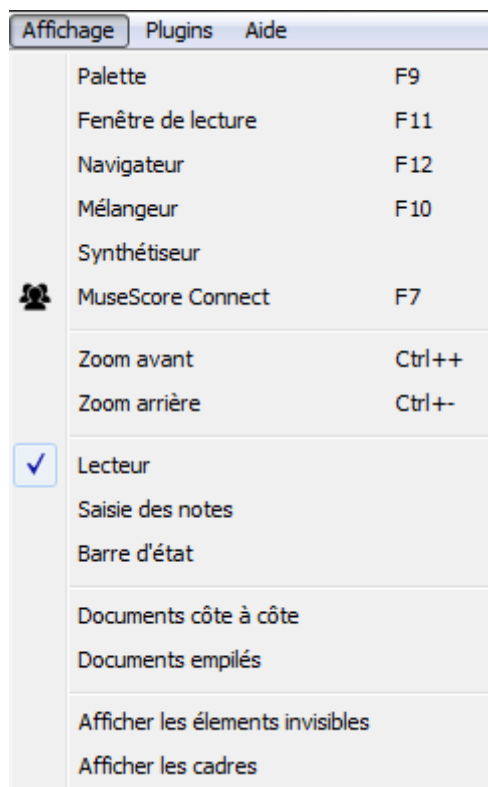 Affichage Plugins Aide
Palette F9
Fenêtre de lecture F11
Navigateur F12
Mélangeur F10
Synthétiseur
MuseScore Connect F7
Zoom avant Ctrl++
Zoom arrière Ctrl+-
Lecteur
Saisie des notes
Barre d'état
Documents côte à côte
Documents empilés
Afficher les élements invisibles
Afficher les cadres